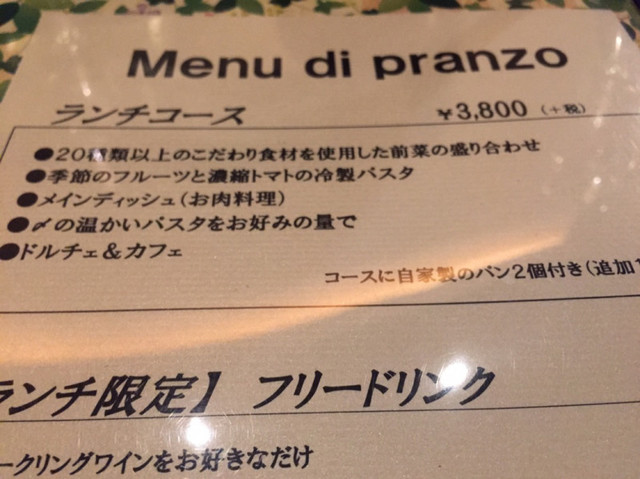 Menu di pranzo
ランチコース ¥3,800 (+税)
●20種類以上のこだわり食材を使用した前菜の盛り合わせ
●季節のフルーツと濃縮トマトの冷製パスタ
●メインディッシュ(お肉料理)
●〆の温かいパスタをお好みの量で
●ドルチェ&カフェ
コースに自家製のパン2個付き(追加1
ランチ限定】 フリードリンク
ークリングワインをお好きなだけ